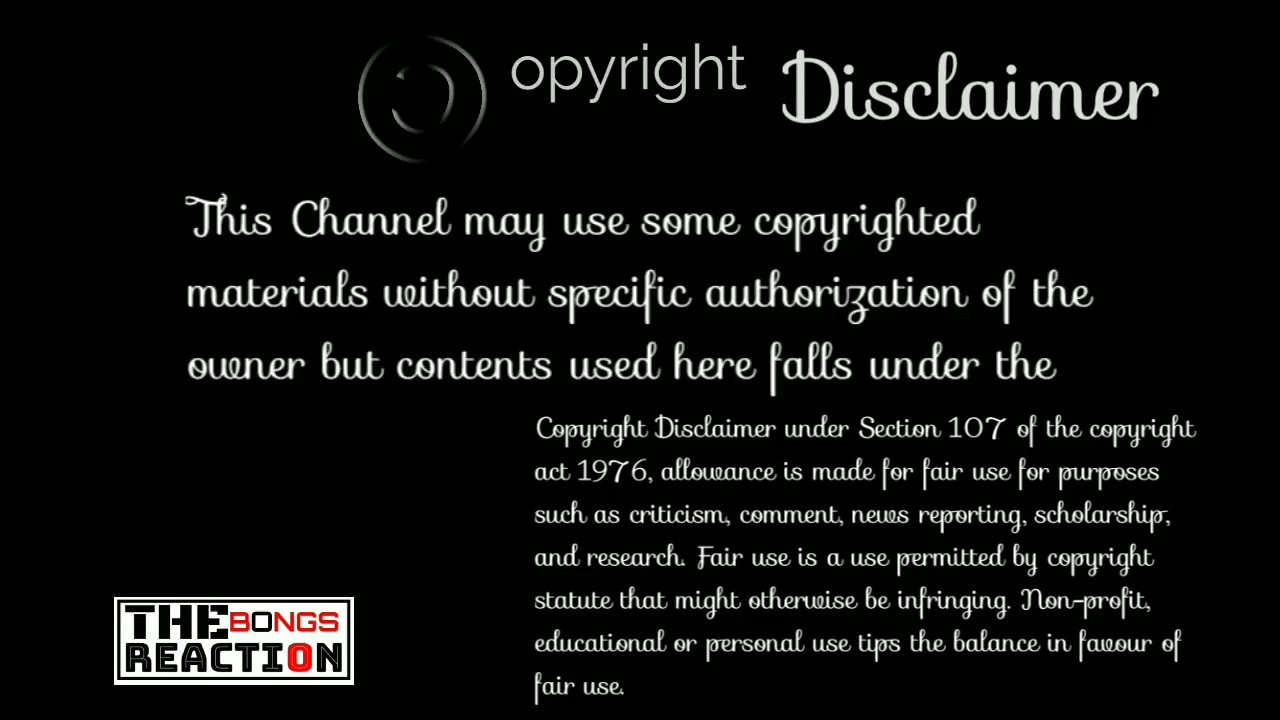 opyright Disclaimer
This Channel may use some copyrighted
materials without specific authorization of the
owner but contents used here falls under the
Copyright Disclaimer under Section 107 of the copyright
act 1976, allowance is made for fair use for purposes
such as criticism, comment, news reporting, scholarship,
and research. Fair use is a use permitted by copyright
statute that might otherwise be infringing. Non-profit,
educational or personal use tips the balance in favour of
fair use.
THE BONGS
REACTION